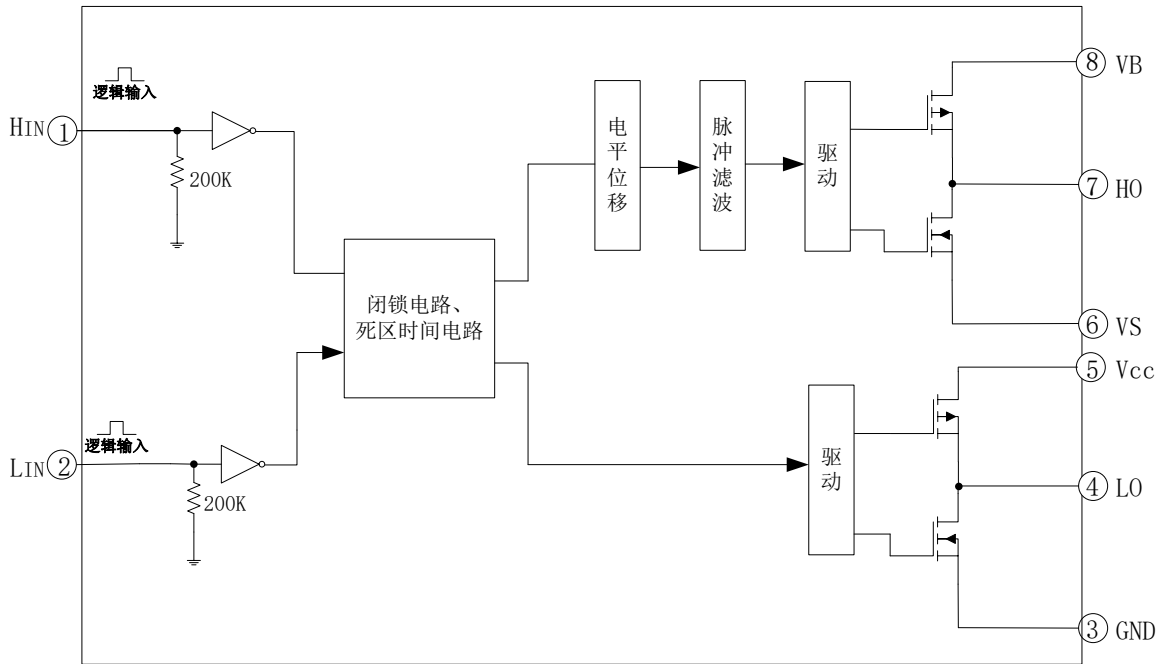 逻辑输入
HIN ①
200K
逻辑输入
LIN ②
200K
闭锁电路、
死区时间电路
电平位移
脉冲滤波
驱动
驱动
⑧ VB
⑦ HO
⑥ VS
⑤ Vcc
④ LO
③ GND